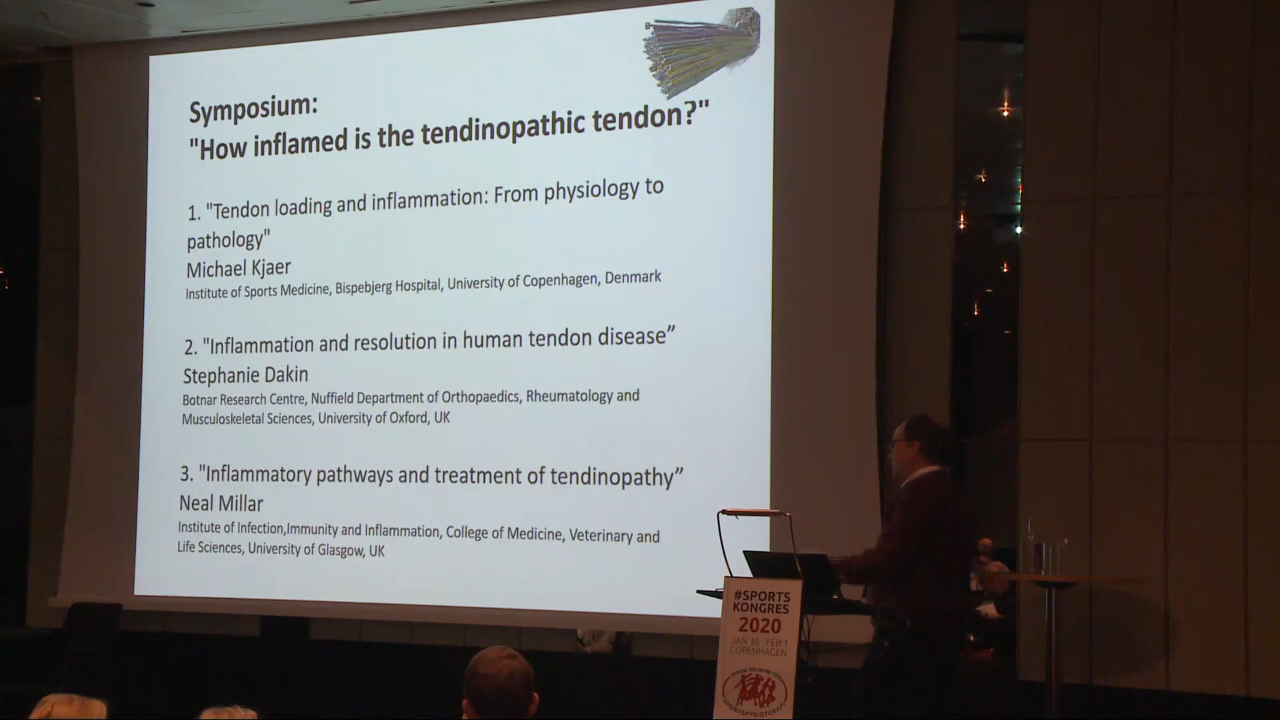 Symposium:
"How inflamed is the tendinopathic tendon?"
1. "Tendon loading and inflammation: From physiology to
pathology"
Michael Kjaer
Institute of Sports Medicine, Bispebjerg Hospital, University of Copenhagen, Denmark
2. "Inflammation and resolution in human tendon disease”
Stephanie Dakin
Botnar Research Centre, Nuffield Department of Orthopaedics, Rheumatology and
Musculoskeletal Sciences, University of Oxford, UK
3. "Inflammatory pathways and treatment of tendinopathy”
Neal Millar
Institute of Infection,Immunity and Inflammation, College of Medicine, Veterinary and
Life Sciences, University of Glasgow, UK
#SPORTS
KONGRES
2020
JAN 30 - FEB 1
COPENHAGEN